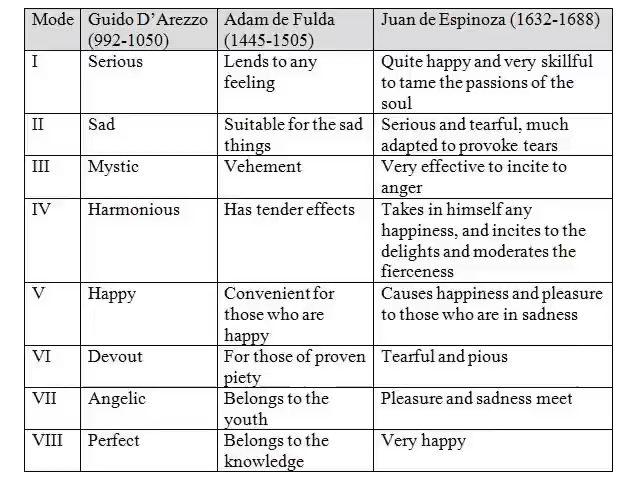 Mode Guido D'Arezzo (992-1050) Adam de Fulda (1445-1505) Juan de Espinoza (1632-1688)
I Serious Lends to any feeling Quite happy and very skillful to tame the passions of the soul
II Sad Suitable for the sad things Serious and tearful, much adapted to provoke tears
III Mystic Vehement Very effective to incite to anger
IV Harmonious Has tender effects Takes in himself any happiness, and incites to the delights and moderates the fierceness
V Happy Convenient for those who are happy Causes happiness and pleasure to those who are in sadness
VI Devout For those of proven piety Tearful and pious
VII Angelic Belongs to the youth Pleasure and sadness meet
VIII Perfect Belongs to the knowledge Very happy